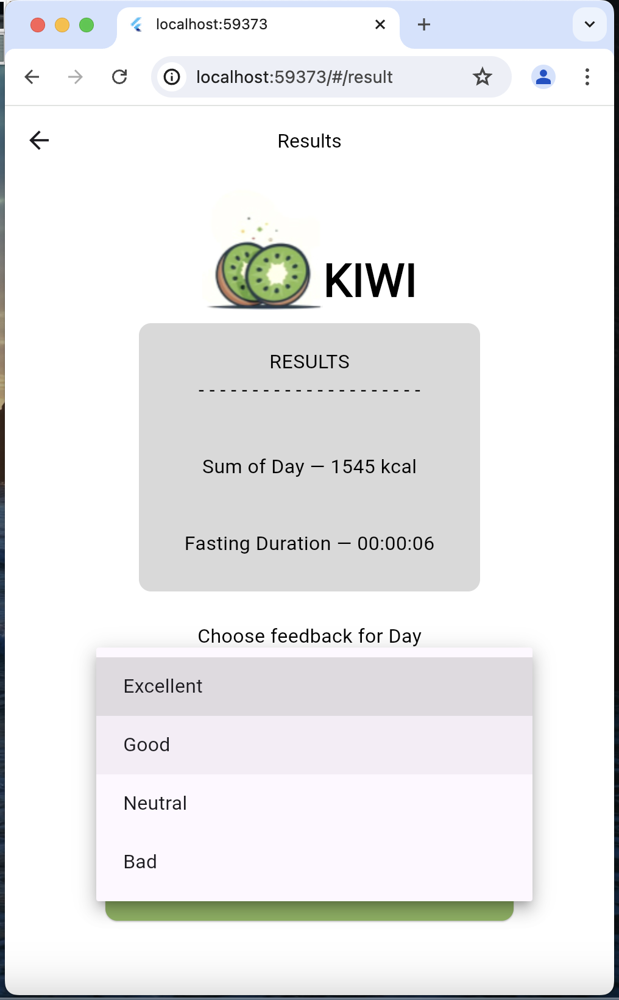 localhost:59373
localhost:59373/#/result
Results
KIWI
RESULTS
- - - - - - - - - - - - - - - - - - - - -
Sum of Day — 1545 kcal
Fasting Duration — 00:00:06
Choose feedback for Day
Excellent
Good
Neutral
Bad